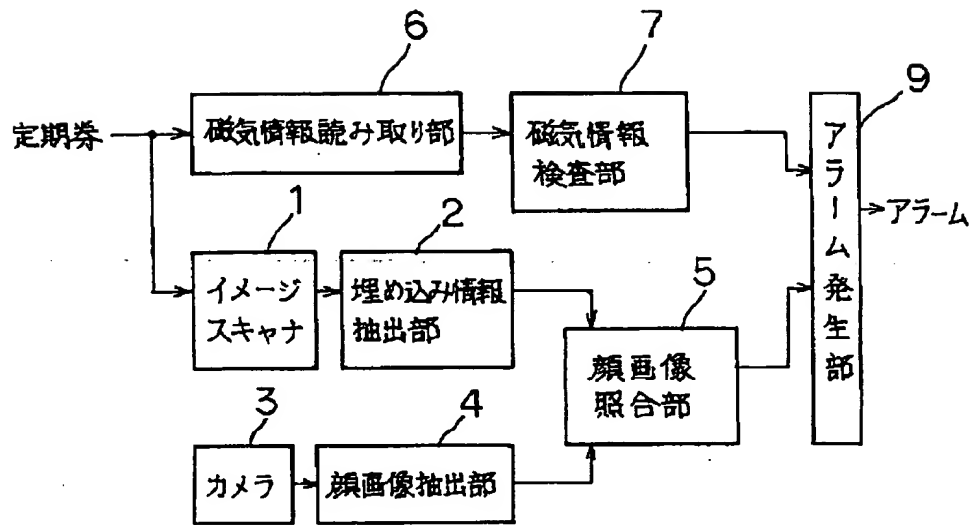 6
7
9
定期券
磁気情報読み取り部
磁気情報
検査部
アラーム発生部
アラーム
1
2
イメージ
スキャナ
埋め込み情報
抽出部
5
顔画像
照合部
3
4
カメラ
顔画像抽出部